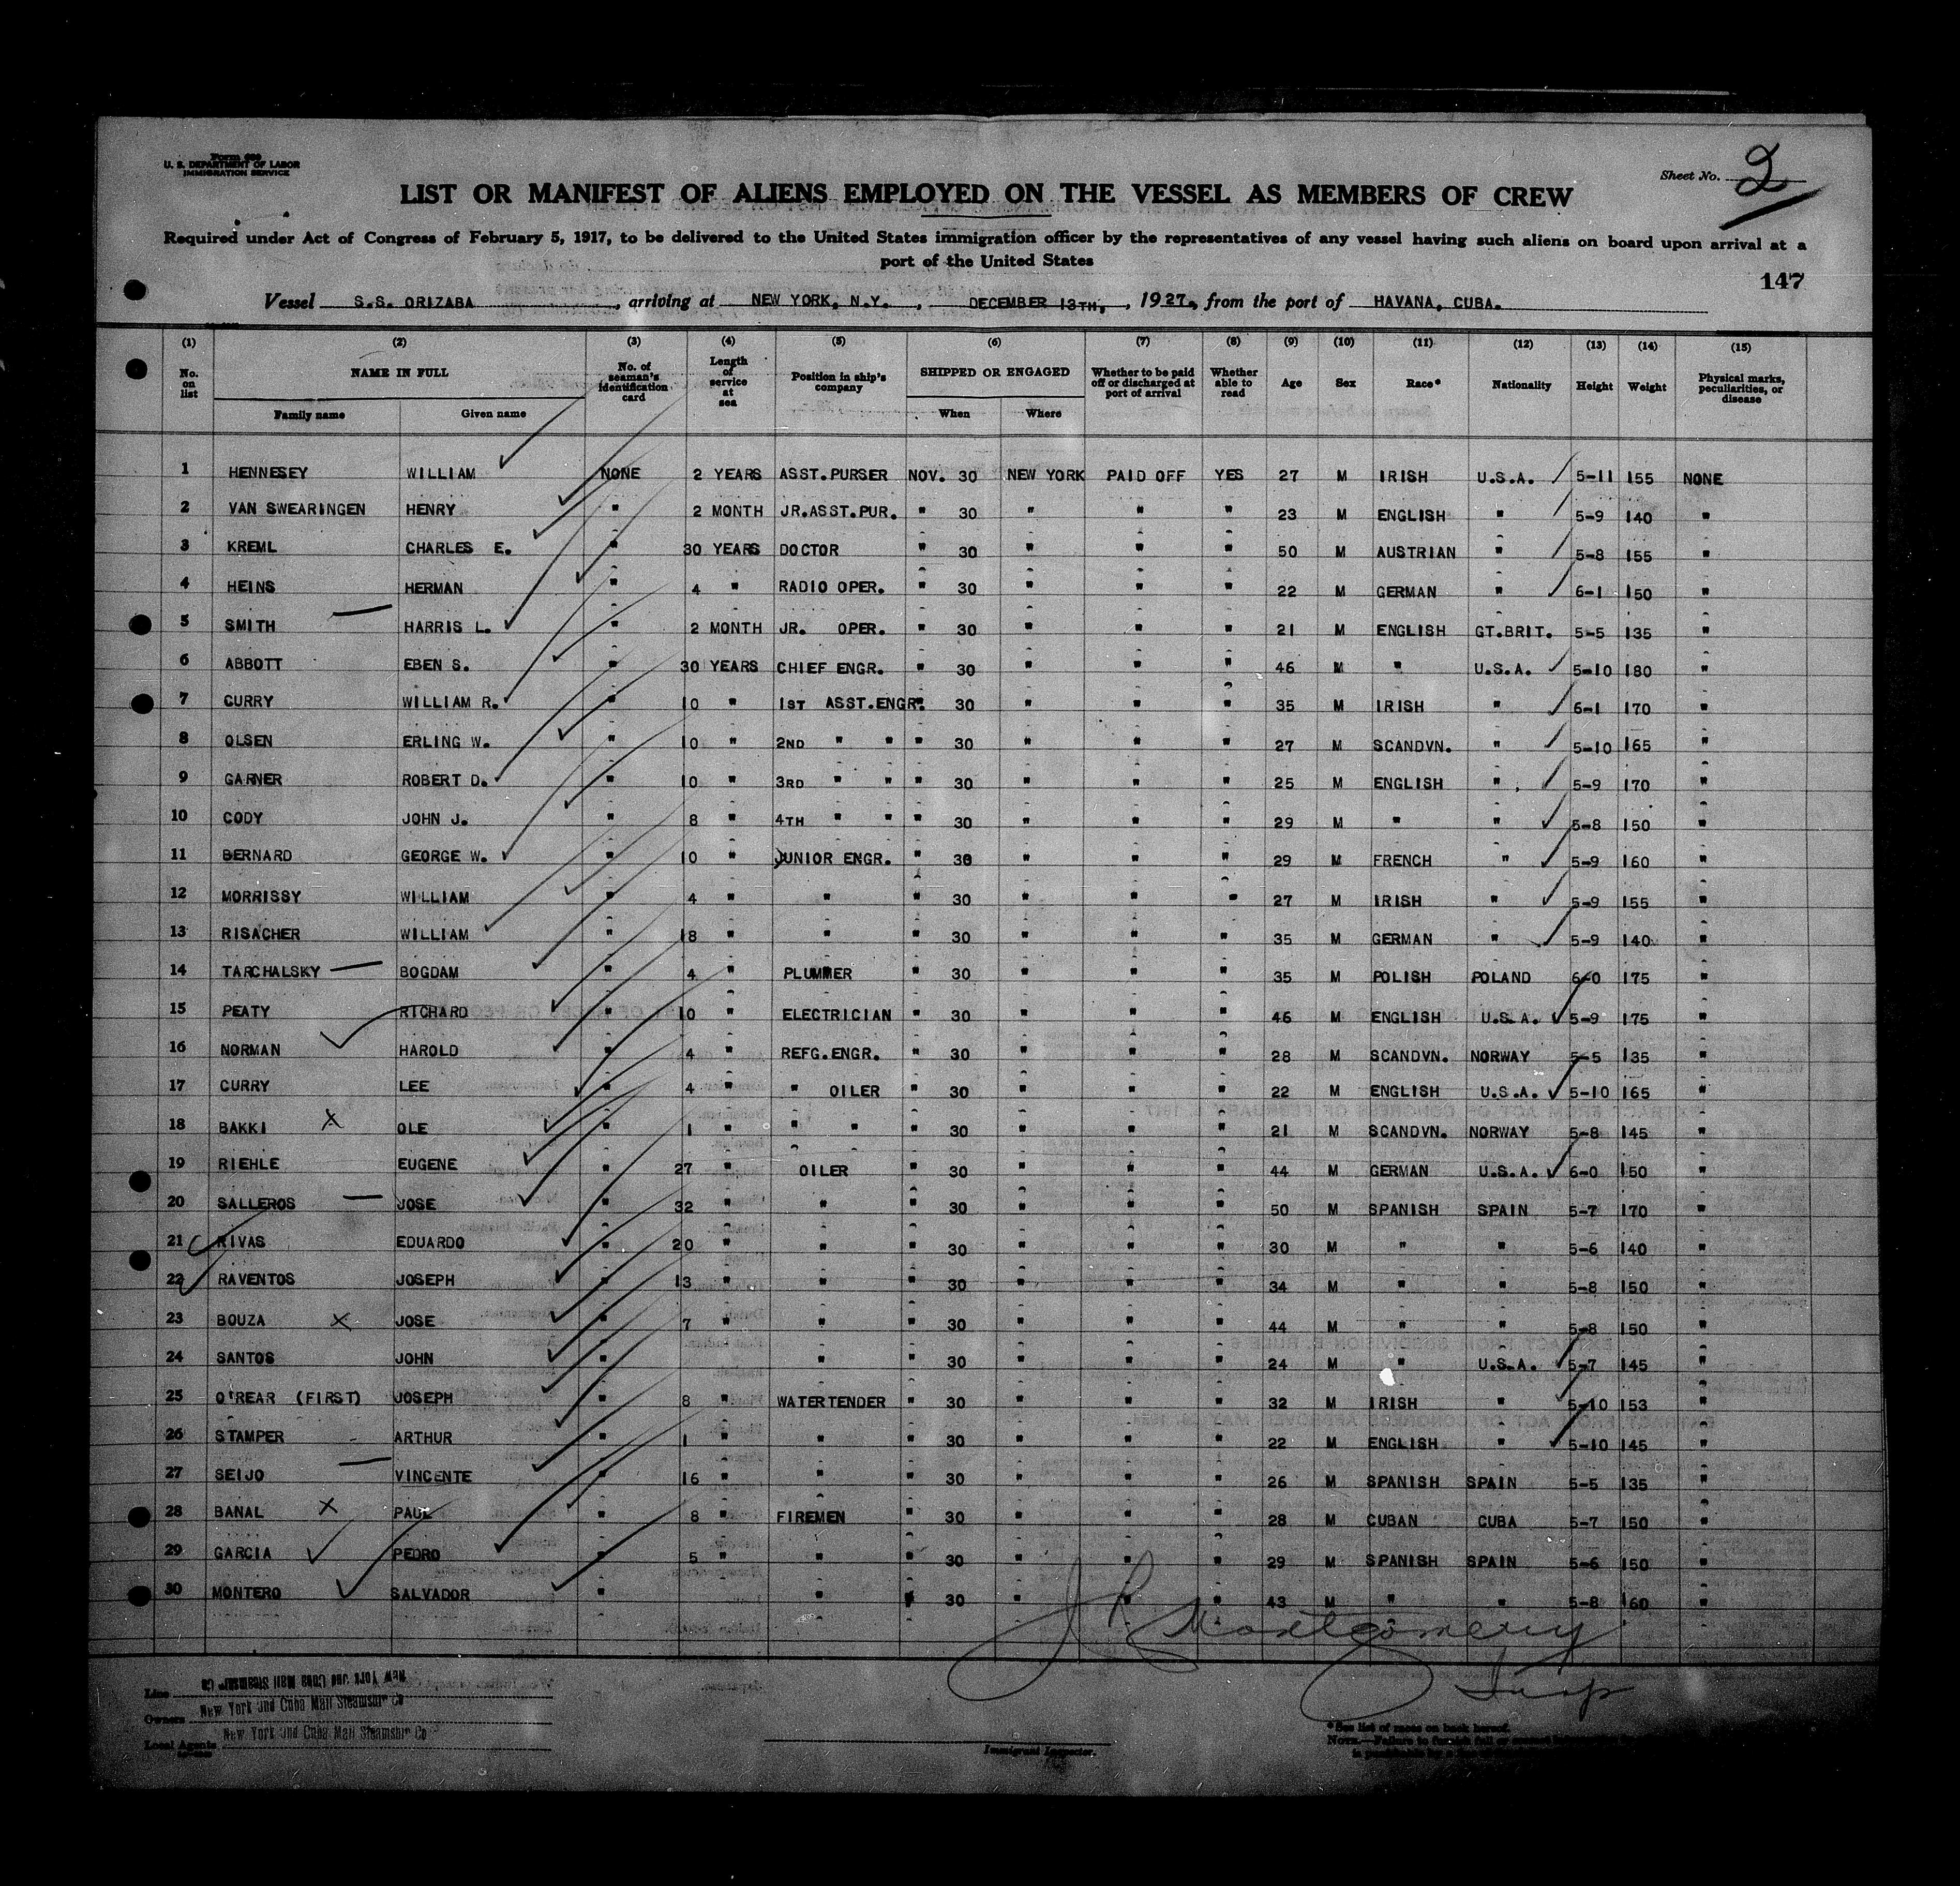 Form 680
U. S. DEPARTMENT OF LABOR
IMMIGRATION SERVICE
Sheet No. 2
LIST OR MANIFEST OF ALIENS EMPLOYED ON THE VESSEL AS MEMBERS OF CREW
Required under Act of Congress of February 5, 1917, to be delivered to the United States immigration officer by the representatives of any vessel having such aliens on board upon arrival at a
port of the United States
147
Vessel S.S. ORIZABA, arriving at NEW YORK, N.Y., DECEMBER 13TH, 1927, from the port of HAVANA, CUBA.
(1) (2) (3) (4) (5) (6) (7) (8) (9) (10) (11) (12) (13) (14) (15)
No. on list NAME IN FULL No. of seaman's identification card Length of service at sea Position in ship's company SHIPPED OR ENGAGED Whether to be paid off or discharged at port of arrival Whether able to read Age Sex Race* Nationality Height Weight Physical marks, peculiarities, or disease
Family name Given name When Where
1 HENNESEY WILLIAM NONE 2 YEARS ASST.PURSER NOV. 30 NEW YORK PAID OFF YES 27 M IRISH U.S.A. 5-11 155 NONE
2 VAN SWEARINGEN HENRY " 2 MONTH JR.ASST.PUR. " 30 " " " 23 M ENGLISH " 5-9 140 "
3 KREML CHARLES E. " 30 YEARS DOCTOR " 30 " " " 50 M AUSTRIAN " 5-8 155 "
4 HEINS HERMAN " 4 " RADIO OPER. " 30 " " " 22 M GERMAN " 6-1 150 "
5 SMITH HARRIS L. " 2 MONTH JR. OPER. " 30 " " " 21 M ENGLISH GT.BRIT. 5-5 135 "
6 ABBOTT EBEN S. " 30 YEARS CHIEF ENGR. " 30 " " " 46 M " U.S.A. 5-10 180 "
7 CURRY WILLIAM R. " 10 " 1ST ASST.ENGR. " 30 " " " 35 M IRISH " 6-1 170 "
8 OLSEN ERLING W. " 10 " 2ND " " " 30 " " " 27 M SCANDVN. " 5-10 165 "
9 GARNER ROBERT D. " 10 " 3RD " " " 30 " " " 25 M ENGLISH " 5-9 170 "
10 CODY JOHN J. " 8 " 4TH " " " 30 " " " 29 M " " 5-8 150 "
11 BERNARD GEORGE W. " 10 " JUNIOR ENGR. " 30 " " " 29 M FRENCH " 5-9 160 "
12 MORRISSY WILLIAM " 4 " " " 30 " " " 27 M IRISH " 5-9 155 "
13 RISACHER WILLIAM " 18 " " " 30 " " " 35 M GERMAN " 5-9 140 "
14 TARCHALSKY BOGDAM " 4 " PLUMMER " 30 " " " 35 M POLISH POLAND 6-0 175 "
15 PEATY RICHARD " 10 " ELECTRICIAN " 30 " " " 46 M ENGLISH U.S.A. 5-9 175 "
16 NORMAN HAROLD " 4 " REFG.ENGR. " 30 " " " 28 M SCANDVN. NORWAY 5-5 135 "
17 CURRY LEE " 4 " " OILER " 30 " " " 22 M ENGLISH U.S.A. 5-10 165 "
18 BAKKI OLE " 1 " " " " 30 " " " 21 M SCANDVN. NORWAY 5-8 145 "
19 RIEHLE EUGENE " 27 " OILER " 30 " " " 44 M GERMAN U.S.A. 6-0 150 "
20 SALLEROS JOSE " 32 " " " 30 " " " 50 M SPANISH SPAIN 5-7 170 "
21 RIVAS EDUARDO " 20 " " " 30 " " " 30 M " " 5-6 140 "
22 RAVENTOS JOSEPH " 13 " " " 30 " " " 34 M " " 5-8 150 "
23 BOUZA JOSE " 7 " " " 30 " " " 44 M " " 5-8 150 "
24 SANTOS JOHN " " " 30 " " " 24 M " U.S.A. 5-7 145 "
25 O'REAR (FIRST) JOSEPH " 8 " WATERTENDER " 30 " " " 32 M IRISH " 5-10 153 "
26 STAMPER ARTHUR " 1 " " " 30 " " " 22 M ENGLISH " 5-10 145 "
27 SEIJO VINCENTE " 16 " " " 30 " " " 26 M SPANISH SPAIN 5-5 135 "
28 BANAL PAUL " 8 " FIREMEN " 30 " " " 28 M CUBAN CUBA 5-7 150 "
29 GARCIA PEDRO " 5 " " " 30 " " " 29 M SPANISH SPAIN 5-6 150 "
30 MONTERO SALVADOR " " " 30 " " " 43 M " " 5-8 160 "
J R Montgomery
Insp
Line New York and Cuba Mail Steamship Co
Owners New York and Cuba Mail Steamship Co
Local Agents New York and Cuba Mail Steamship Co
Immigrant Inspector.
*See list of races on back hereof.
NOTE.—Failure to furnish full or